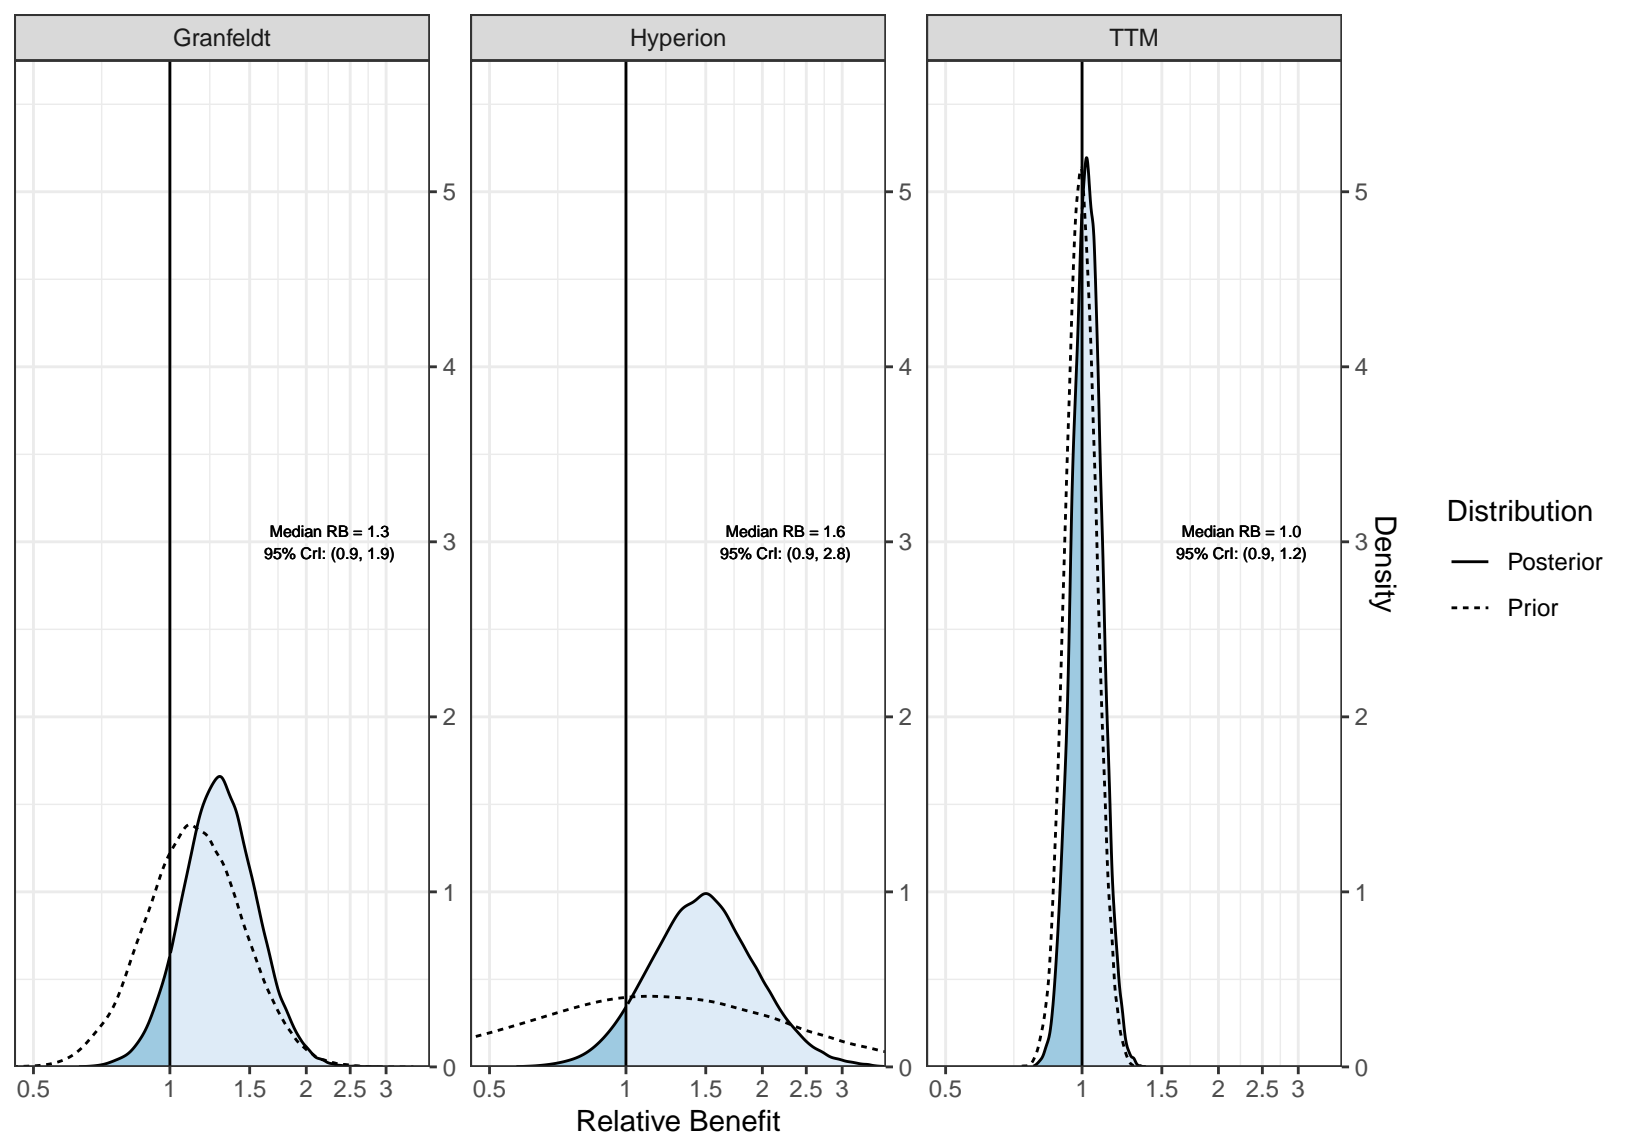 Granfeldt
Hyperion
TTM
Median RB = 1.3
95% CrI: (0.9, 1.9)
Median RB = 1.6
95% CrI: (0.9, 2.8)
Median RB = 1.0
95% CrI: (0.9, 1.2)
5
4
3
2
1
0
5
4
3
2
1
0
5
4
3
2
1
0
Density
0.5 1 1.5 2 2.5 3
0.5 1 1.5 2 2.5 3
0.5 1 1.5 2 2.5 3
Relative Benefit
Distribution
Posterior
Prior